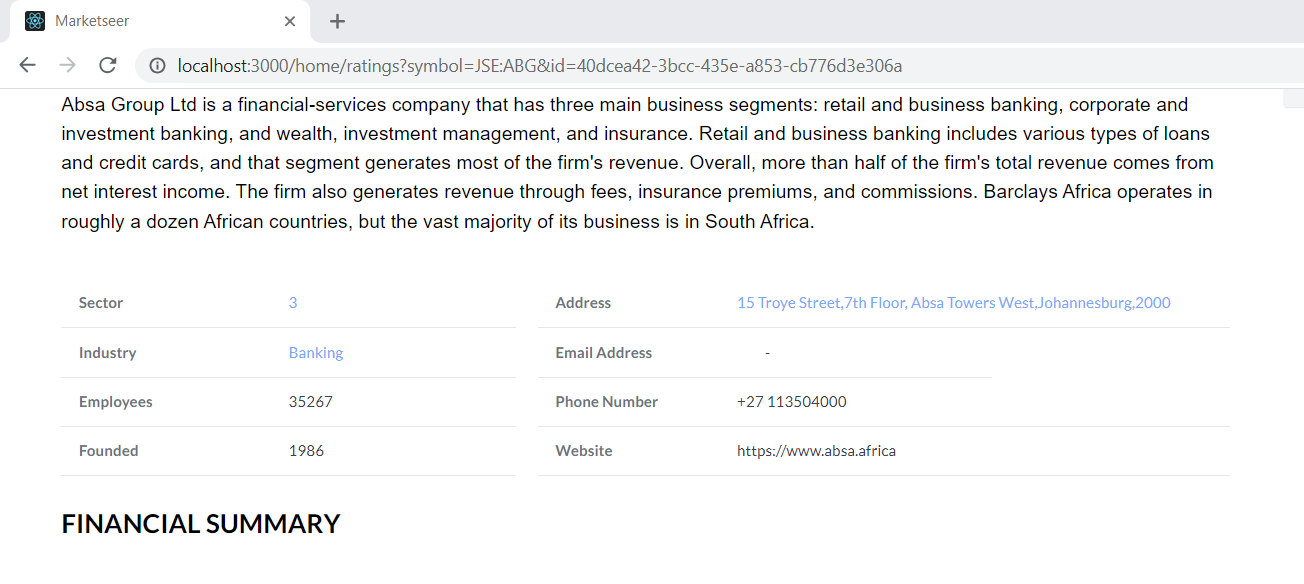 Marketseer
localhost:3000/home/ratings?symbol=JSE:ABG&id=40dcea42-3bcc-435e-a853-cb776d3e306a
Absa Group Ltd is a financial-services company that has three main business segments: retail and business banking, corporate and
investment banking, and wealth, investment management, and insurance. Retail and business banking includes various types of loans
and credit cards, and that segment generates most of the firm's revenue. Overall, more than half of the firm's total revenue comes from
net interest income. The firm also generates revenue through fees, insurance premiums, and commissions. Barclays Africa operates in
roughly a dozen African countries, but the vast majority of its business is in South Africa.
Sector 3 Address 15 Troye Street,7th Floor, Absa Towers West,Johannesburg,2000
Industry Banking Email Address -
Employees 35267 Phone Number +27 113504000
Founded 1986 Website https://www.absa.africa
FINANCIAL SUMMARY